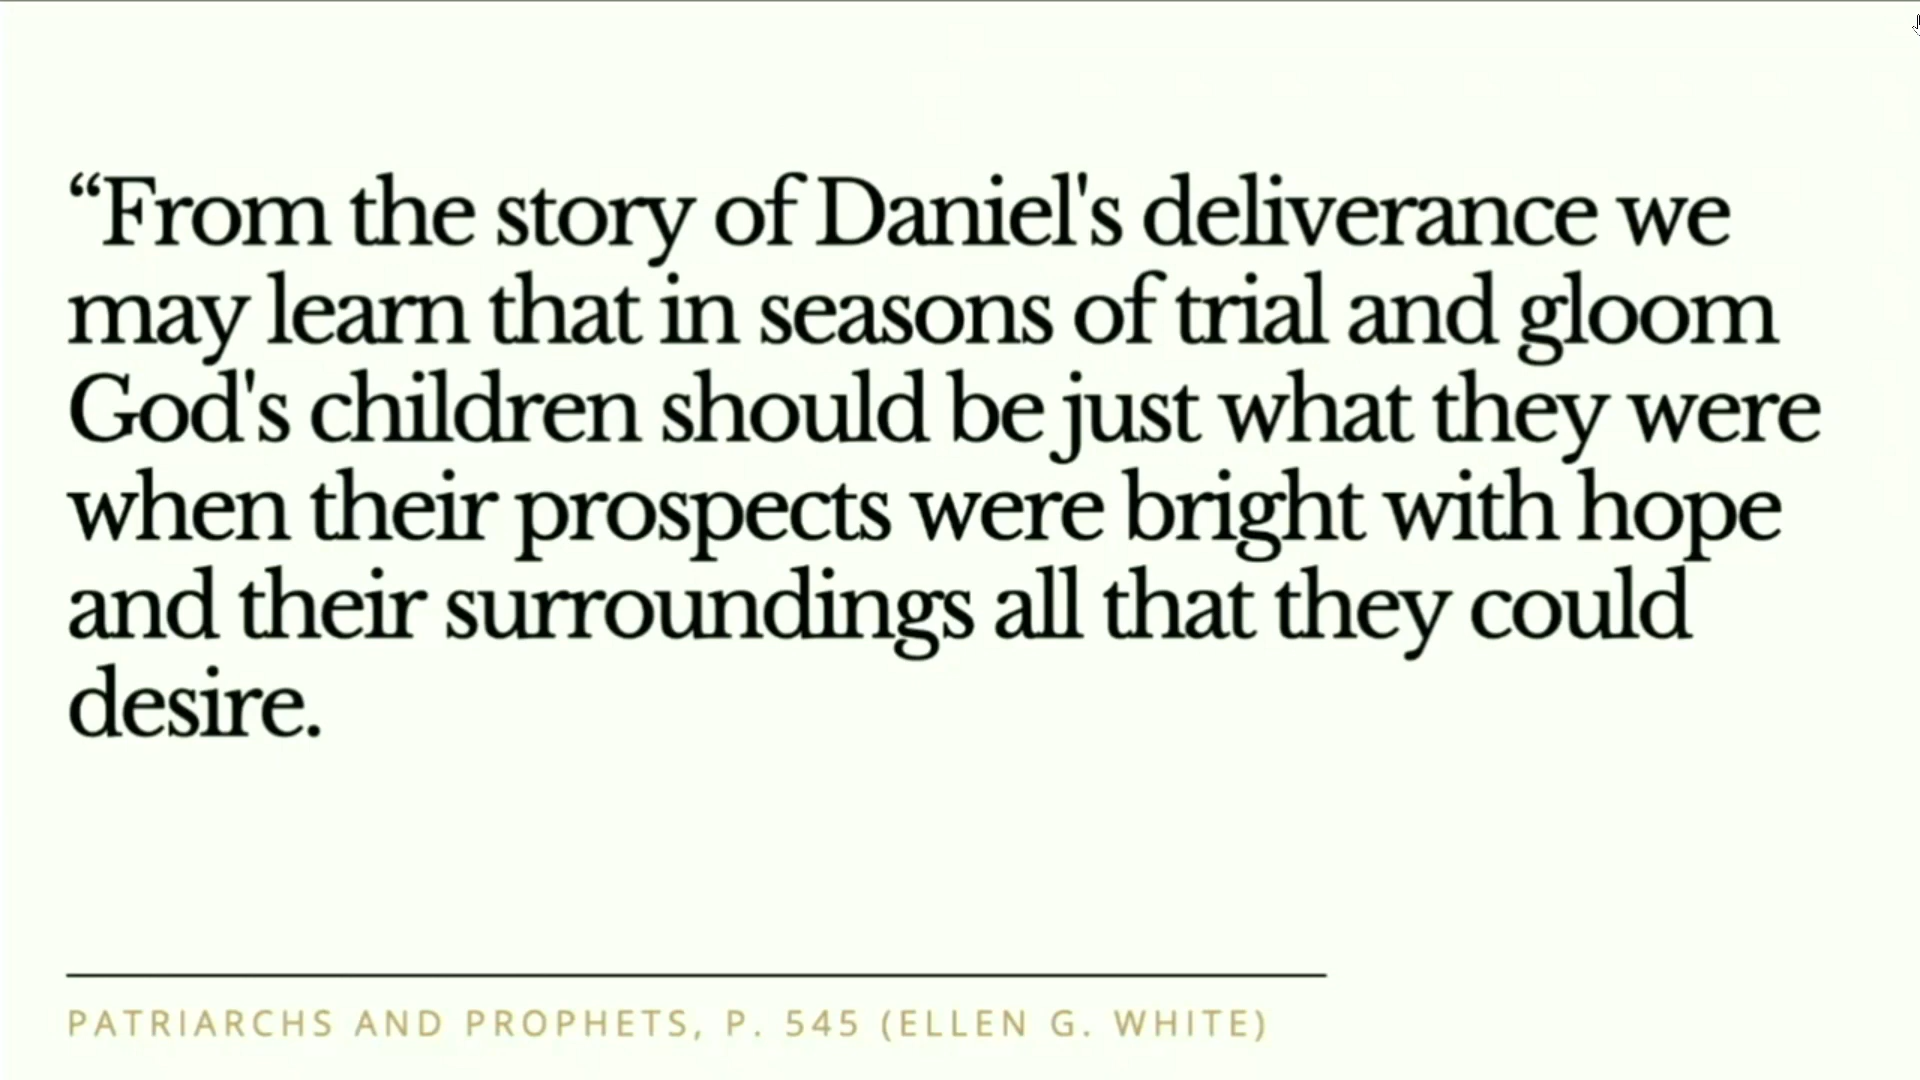 “From the story of Daniel's deliverance we
may learn that in seasons of trial and gloom
God's children should be just what they were
when their prospects were bright with hope
and their surroundings all that they could
desire.
PATRIARCHS AND PROPHETS, P. 545 (ELLEN G. WHITE)